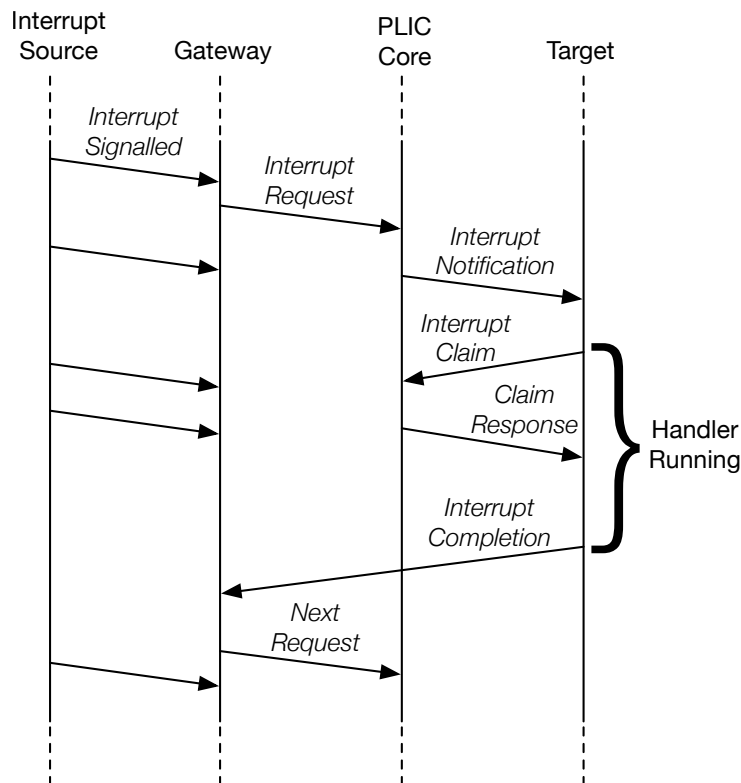 Interrupt
Source
Gateway
PLIC
Core
Target
Interrupt
Signalled
Interrupt
Request
Interrupt
Notification
Interrupt
Claim
Claim
Response
Handler
Running
Interrupt
Completion
Next
Request